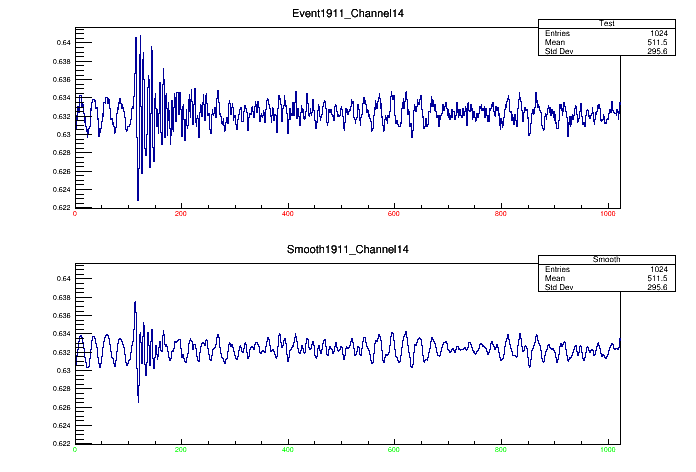 Event1911_Channel14
Test
Entries 1024
Mean 511.5
Std Dev 295.6
0.64
0.638
0.636
0.634
0.632
0.63
0.628
0.626
0.624
0.622
0 200 400 600 800 1000
Smooth1911_Channel14
Smooth
Entries 1024
Mean 511.5
Std Dev 295.6
0.64
0.638
0.636
0.634
0.632
0.63
0.628
0.626
0.624
0.622
0 200 400 600 800 1000